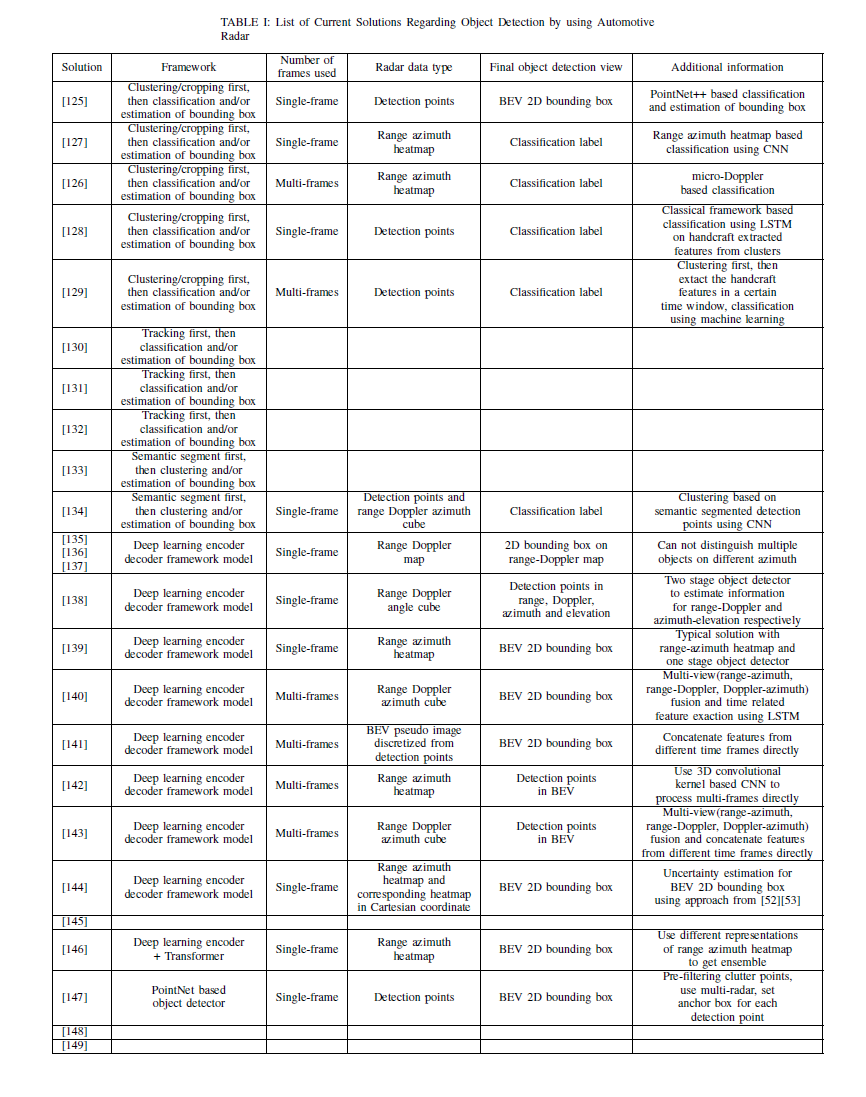 TABLE I: List of Current Solutions Regarding Object Detection by using Automotive
Radar
Solution
Framework
Number of
frames used
Radar data type
Final object detection view
Additional information
[125]
Clustering/cropping first,
then classification and/or
estimation of bounding box
Single-frame
Detection points
BEV 2D bounding box
PointNet++ based classification
and estimation of bounding box
[127]
Clustering/cropping first,
then classification and/or
estimation of bounding box
Single-frame
Range azimuth
heatmap
Classification label
Range azimuth heatmap based
classification using CNN
[126]
Clustering/cropping first,
then classification and/or
estimation of bounding box
Multi-frames
Range azimuth
heatmap
Classification label
micro-Doppler
based classification
[128]
Clustering/cropping first,
then classification and/or
estimation of bounding box
Single-frame
Detection points
Classification label
Classical framework based
classification using LSTM
on handcraft extracted
features from clusters
[129]
Clustering/cropping first,
then classification and/or
estimation of bounding box
Multi-frames
Detection points
Classification label
Clustering first, then
extact the handcraft
features in a certain
time window, classification
using machine learning
[130]
Tracking first, then
classification and/or
estimation of bounding box
[131]
Tracking first, then
classification and/or
estimation of bounding box
[132]
Tracking first, then
classification and/or
estimation of bounding box
[133]
Semantic segment first,
then clustering and/or
estimation of bounding box
[134]
Semantic segment first,
then clustering and/or
estimation of bounding box
Single-frame
Detection points and
range Doppler azimuth
cube
Classification label
Clustering based on
semantic segmented detection
points using CNN
[135]
[136]
[137]
Deep learning encoder
decoder framework model
Single-frame
Range Doppler
map
2D bounding box on
range-Doppler map
Can not distinguish multiple
objects on different azimuth
[138]
Deep learning encoder
decoder framework model
Single-frame
Range Doppler
angle cube
Detection points in
range, Doppler,
azimuth and elevation
Two stage object detector
to estimate information
for range-Doppler and
azimuth-elevation respectively
[139]
Deep learning encoder
decoder framework model
Single-frame
Range azimuth
heatmap
BEV 2D bounding box
Typical solution with
range-azimuth heatmap and
one stage object detector
[140]
Deep learning encoder
decoder framework model
Multi-frames
Range Doppler
azimuth cube
BEV 2D bounding box
Multi-view(range-azimuth,
range-Doppler, Doppler-azimuth)
fusion and time related
feature exaction using LSTM
[141]
Deep learning encoder
decoder framework model
Multi-frames
BEV pseudo image
discretized from
detection points
BEV 2D bounding box
Concatenate features from
different time frames directly
[142]
Deep learning encoder
decoder framework model
Multi-frames
Range azimuth
heatmap
Detection points
in BEV
Use 3D convolutional
kernel based CNN to
process multi-frames directly
[143]
Deep learning encoder
decoder framework model
Multi-frames
Range Doppler
azimuth cube
Detection points
in BEV
Multi-view(range-azimuth,
range-Doppler, Doppler-azimuth)
fusion and concatenate features
from different time frames directly
[144]
Deep learning encoder
decoder framework model
Single-frame
Range azimuth
heatmap and
corresponding heatmap
in Cartesian coordinate
BEV 2D bounding box
Uncertainty estimation for
BEV 2D bounding box
using approach from [52][53]
[145]
[146]
Deep learning encoder
+ Transformer
Single-frame
Range azimuth
heatmap
BEV 2D bounding box
Use different representations
of range azimuth heatmap
to get ensemble
[147]
PointNet based
object detector
Single-frame
Detection points
BEV 2D bounding box
Pre-filtering clutter points,
use multi-radar, set
anchor box for each
detection point
[148]
[149]